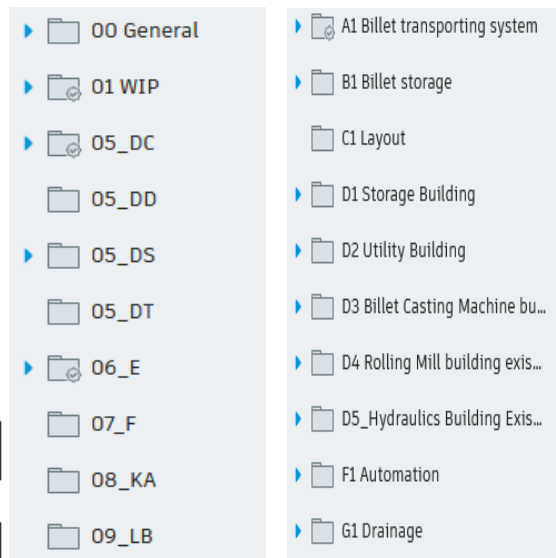 00 General
01 WIP
05_DC
05_DD
05_DS
05_DT
06_E
07_F
08_KA
09_LB
A1 Billet transporting system
B1 Billet storage
C1 Layout
D1 Storage Building
D2 Utility Building
D3 Billet Casting Machine bu...
D4 Rolling Mill building exis...
D5_Hydraulics Building Exis...
F1 Automation
G1 Drainage